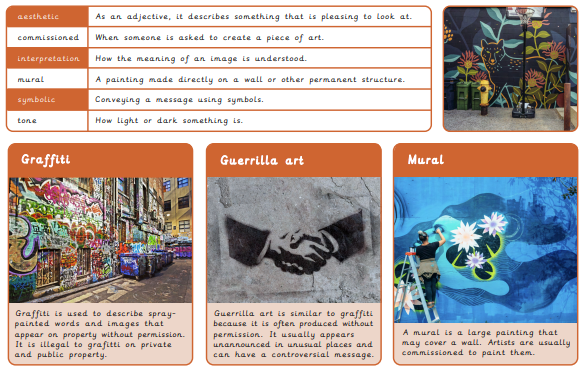 aesthetic As an adjective, it describes something that is pleasing to look at.
commissioned When someone is asked to create a piece of art.
interpretation How the meaning of an image is understood.
mural A painting made directly on a wall or other permanent structure.
symbolic Conveying a message using symbols.
tone How light or dark something is.
Graffiti
Graffiti is used to describe spray-
painted words and images that
appear on property without permission.
It is illegal to grafitti on private
and public property.
Guerrilla art
Guerrilla art is similar to graffiti
because it is often produced without
permission. It usually appears
unannounced in unusual places and
can have a controversial message.
Mural
A mural is a large painting that
may cover a wall. Artists are usually
commissioned to paint them.